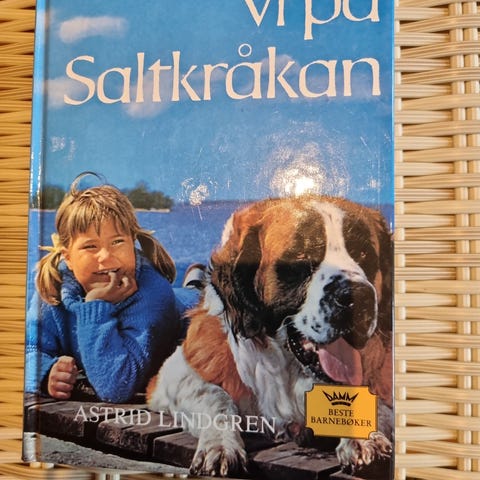 Vi på
Saltkråkan
ASTRID LINDGREN
DAMM
BESTE
BARNEBØKER